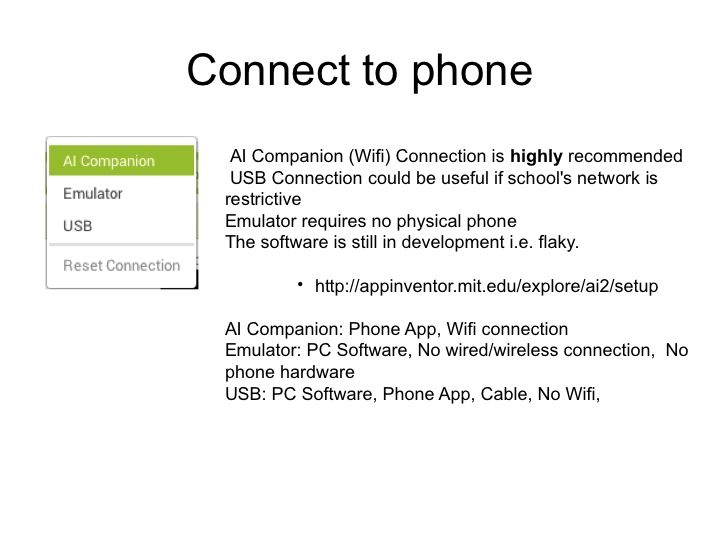 Connect to phone
AI Companion
Emulator
USB
Reset Connection
AI Companion (Wifi) Connection is highly recommended
USB Connection could be useful if school's network is
restrictive
Emulator requires no physical phone
The software is still in development i.e. flaky.
• http://appinventor.mit.edu/explore/ai2/setup
AI Companion: Phone App, Wifi connection
Emulator: PC Software, No wired/wireless connection, No
phone hardware
USB: PC Software, Phone App, Cable, No Wifi,